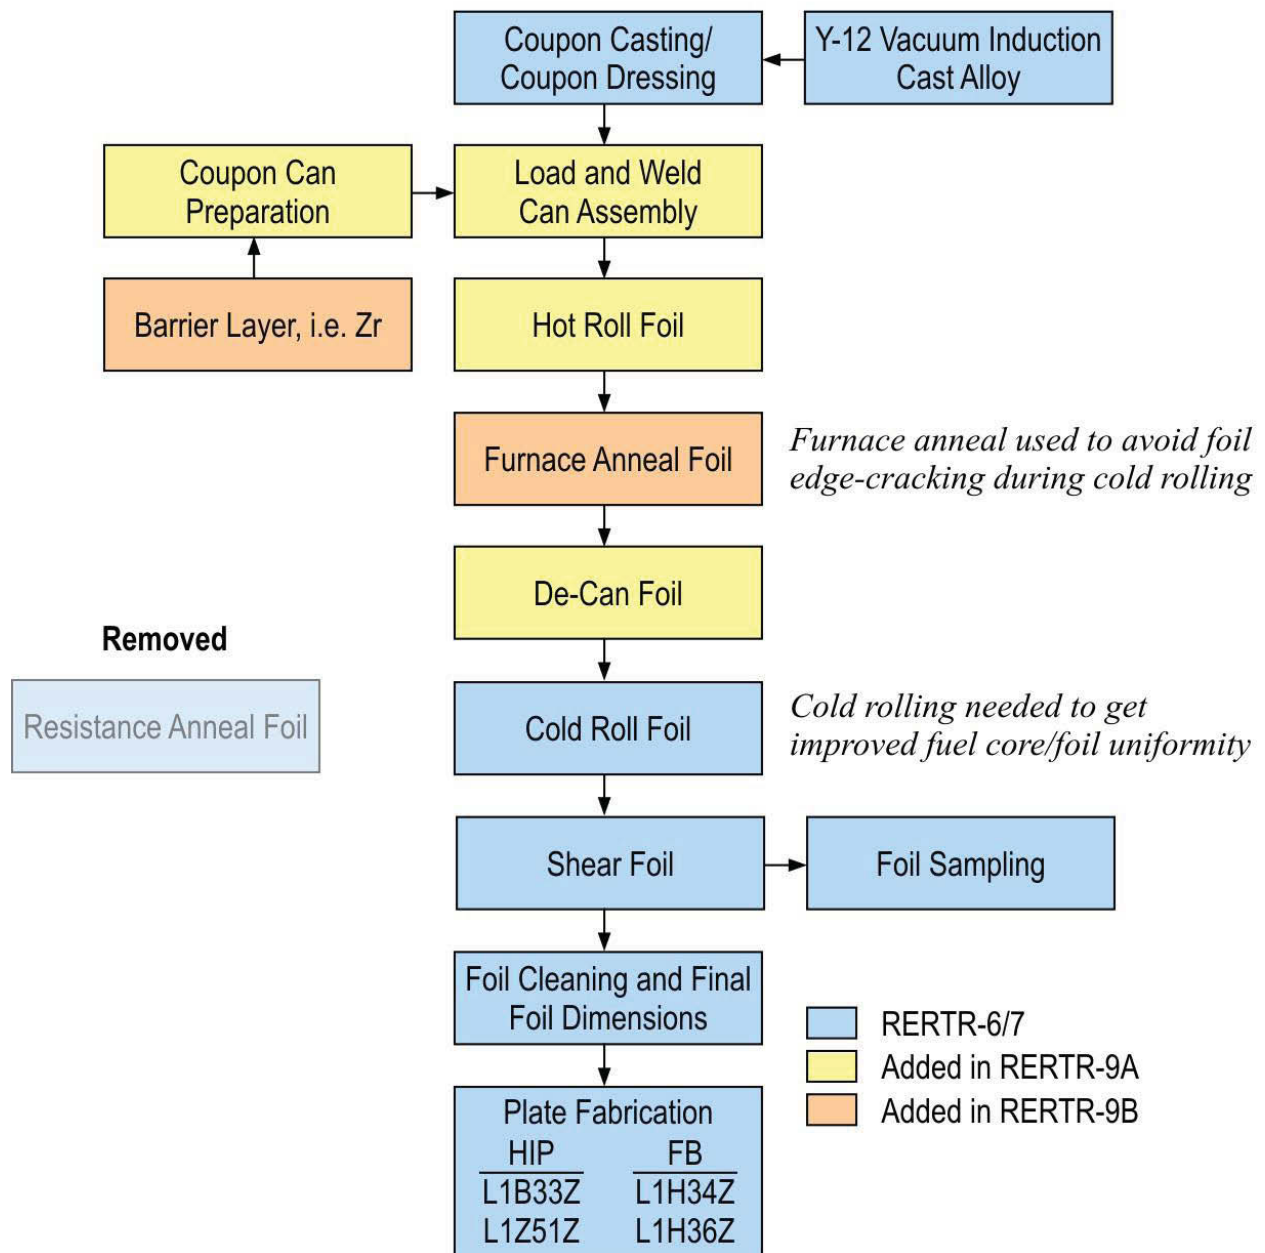 Coupon Casting/
Coupon Dressing
Y-12 Vacuum Induction
Cast Alloy
Coupon Can
Preparation
Load and Weld
Can Assembly
Barrier Layer, i.e. Zr
Hot Roll Foil
Furnace Anneal Foil
Furnace anneal used to avoid foil
edge-cracking during cold rolling
De-Can Foil
Removed
Resistance Anneal Foil
Cold Roll Foil
Cold rolling needed to get
improved fuel core/foil uniformity
Shear Foil
Foil Sampling
Foil Cleaning and Final
Foil Dimensions
RERTR-6/7
Added in RERTR-9A
Added in RERTR-9B
Plate Fabrication
HIP FB
L1B33Z L1H34Z
L1Z51Z L1H36Z